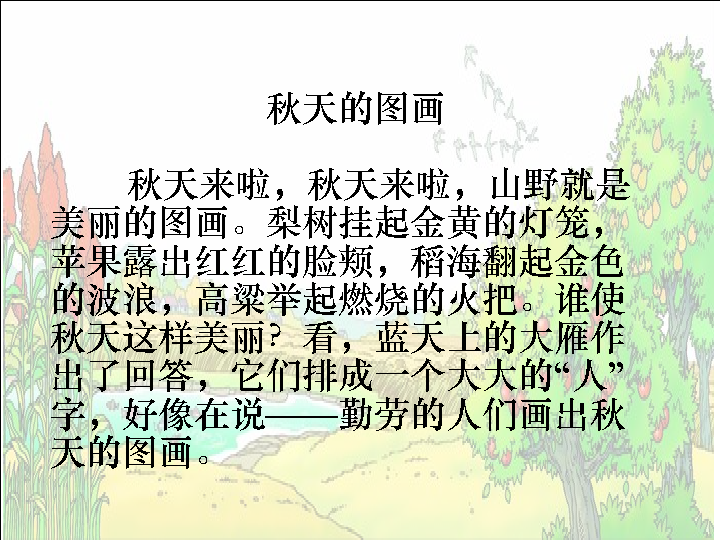 秋天的图画
秋天来啦，秋天来啦，山野就是
美丽的图画。梨树挂起金黄的灯笼，
苹果露出红红的脸颊，稻海翻起金色
的波浪，高粱举起燃烧的火把。谁使
秋天这样美丽？看，蓝天上的大雁作
出了回答，它们排成一个大大的“人”
字，好像在说——勤劳的人们画出秋
天的图画。